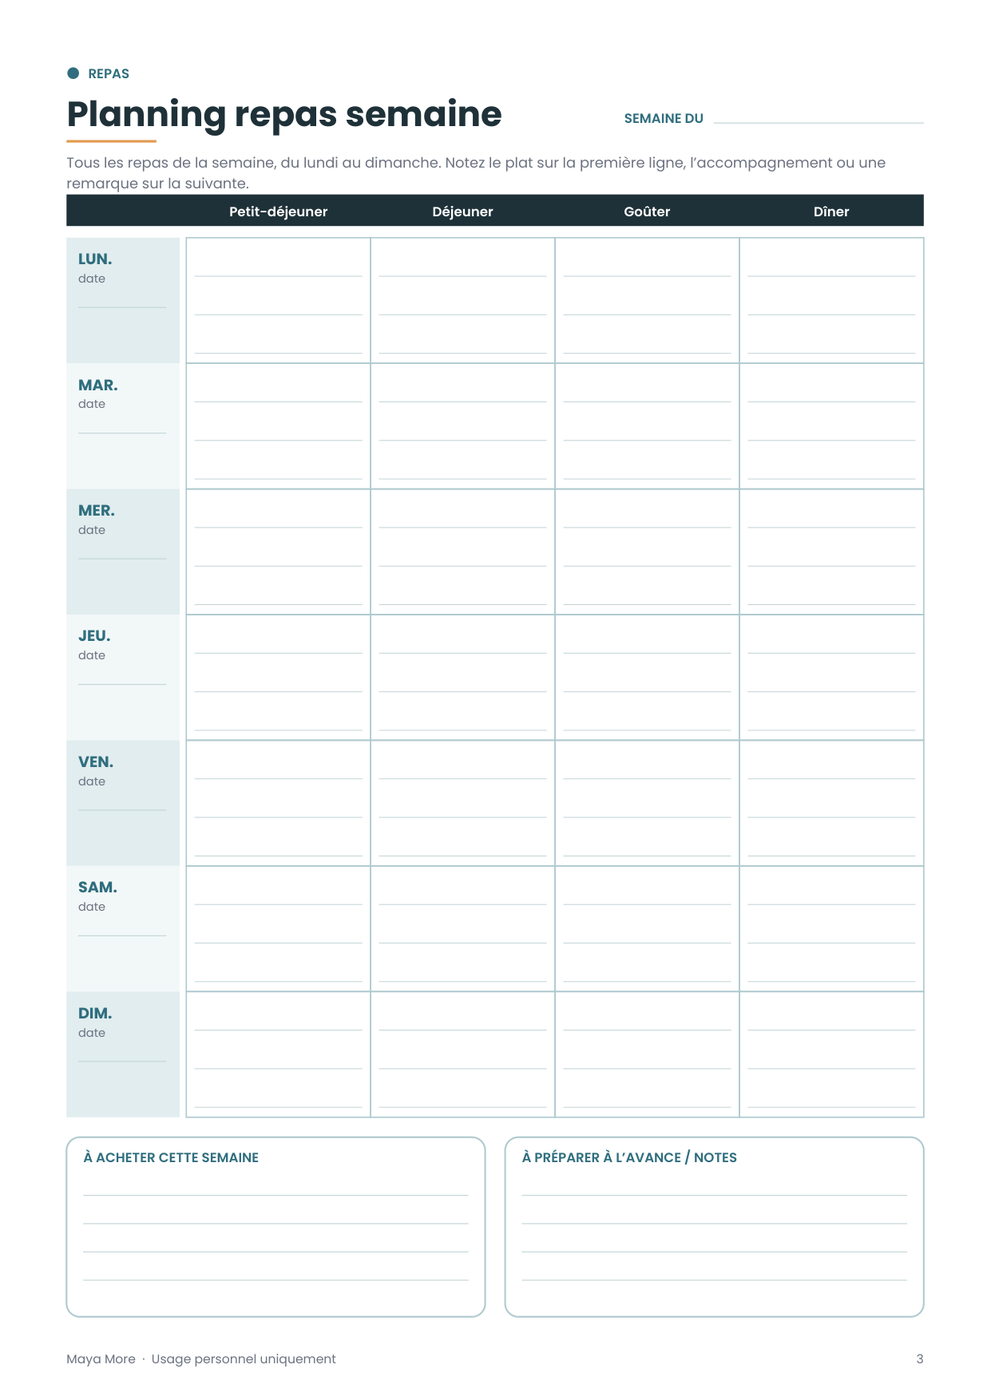 REPAS
Planning repas semaine
SEMAINE DU
Tous les repas de la semaine, du lundi au dimanche. Notez le plat sur la première ligne, l’accompagnement ou une
remarque sur la suivante.
Petit-déjeuner Déjeuner Goûter Dîner
LUN.
date
MAR.
date
MER.
date
JEU.
date
VEN.
date
SAM.
date
DIM.
date
À ACHETER CETTE SEMAINE
À PRÉPARER À L’AVANCE / NOTES
Maya More · Usage personnel uniquement
3